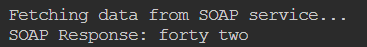 Fetching data from SOAP service...
SOAP Response: forty two